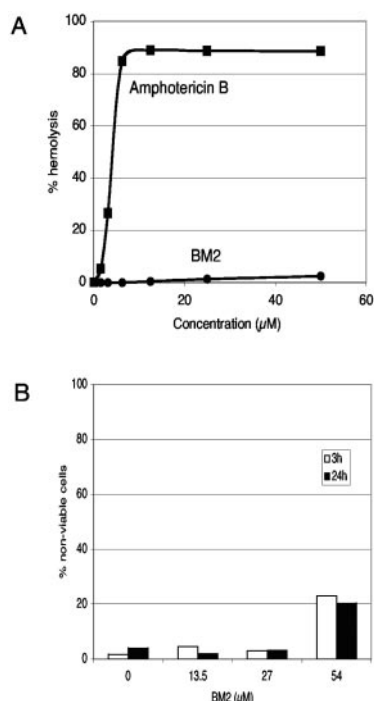 A
100
80
60
40
20
0
% hemolysis
Amphotericin B
BM2
0 20 40 60
Concentration (µM)
B
100
80
60
40
20
0
% non-viable cells
3h
24h
0 13.5 27 54
BM2 (µM)